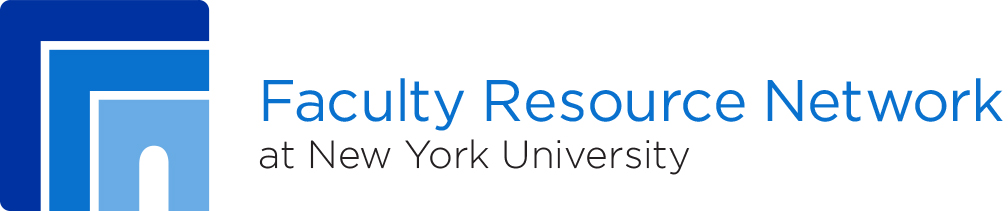 Faculty Resource Network
at New York University